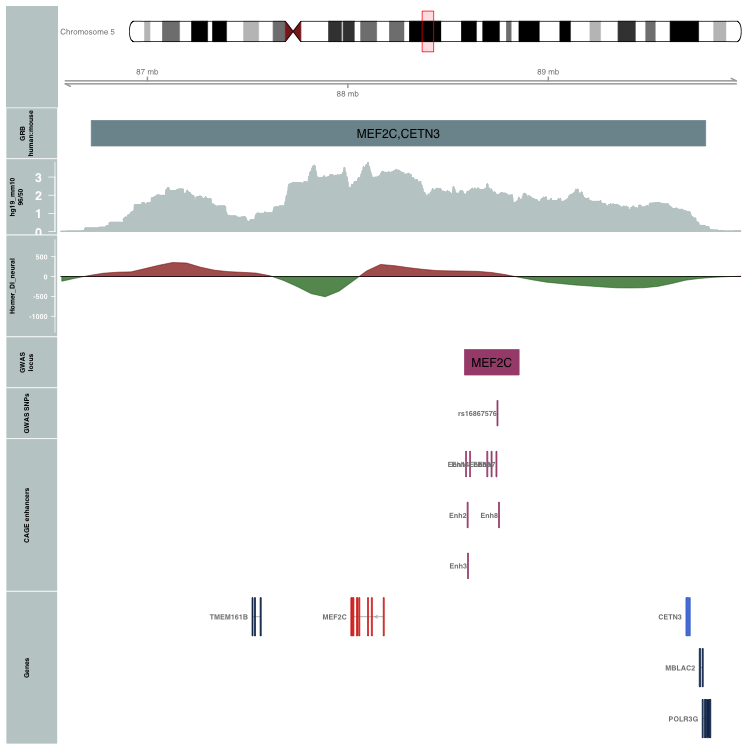 Chromosome 5
87 mb
89 mb
88 mb
GRB
human:mouse
MEF2C,CETN3
hg19_mm10
96/50
3
2
1
0
Homer_DI_neural
500
0
-500
-1000
GWAS
locus
MEF2C
GWAS SNPs
rs16867576
CAGE enhancers
Enh2
Enh8
Enh3
Genes
TMEM161B
MEF2C
CETN3
MBLAC2
POLR3G